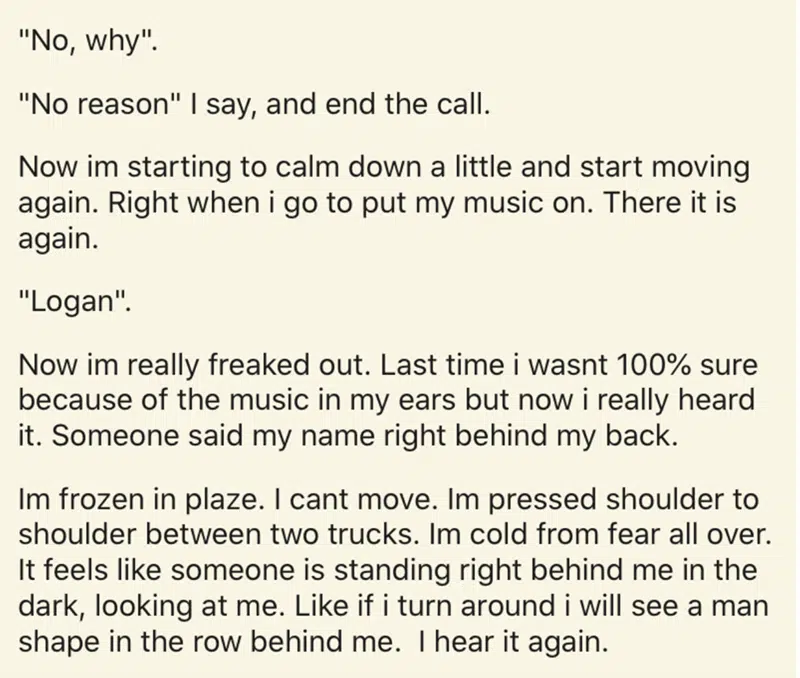 "No, why".
"No reason" I say, and end the call.
Now im starting to calm down a little and start moving
again. Right when i go to put my music on. There it is
again.
"Logan".
Now im really freaked out. Last time i wasnt 100% sure
because of the music in my ears but now i really heard
it. Someone said my name right behind my back.
Im frozen in plaze. I cant move. Im pressed shoulder to
shoulder between two trucks. Im cold from fear all over.
It feels like someone is standing right behind me in the
dark, looking at me. Like if i turn around i will see a man
shape in the row behind me.  I hear it again.